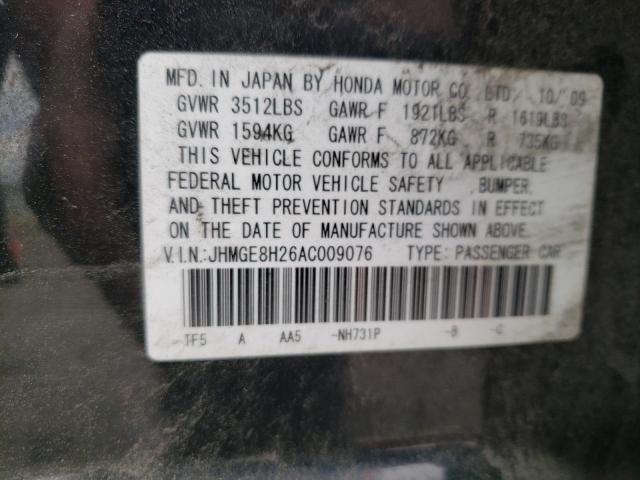 MFD. IN JAPAN BY HONDA MOTOR CO., LTD. 10/'09
GVWR 3512LBS GAWR F 1921LBS R 1619LBS
GVWR 1594KG GAWR F 872KG R 735KG
THIS VEHICLE CONFORMS TO ALL APPLICABLE
FEDERAL MOTOR VEHICLE SAFETY BUMPER,
AND THEFT PREVENTION STANDARDS IN EFFECT
ON THE DATE OF MANUFACTURE SHOWN ABOVE.
V.I.N.:JHMGE8H26AC009076 TYPE: PASSENGER CAR
TF5 A AA5 -NH731P -B -C